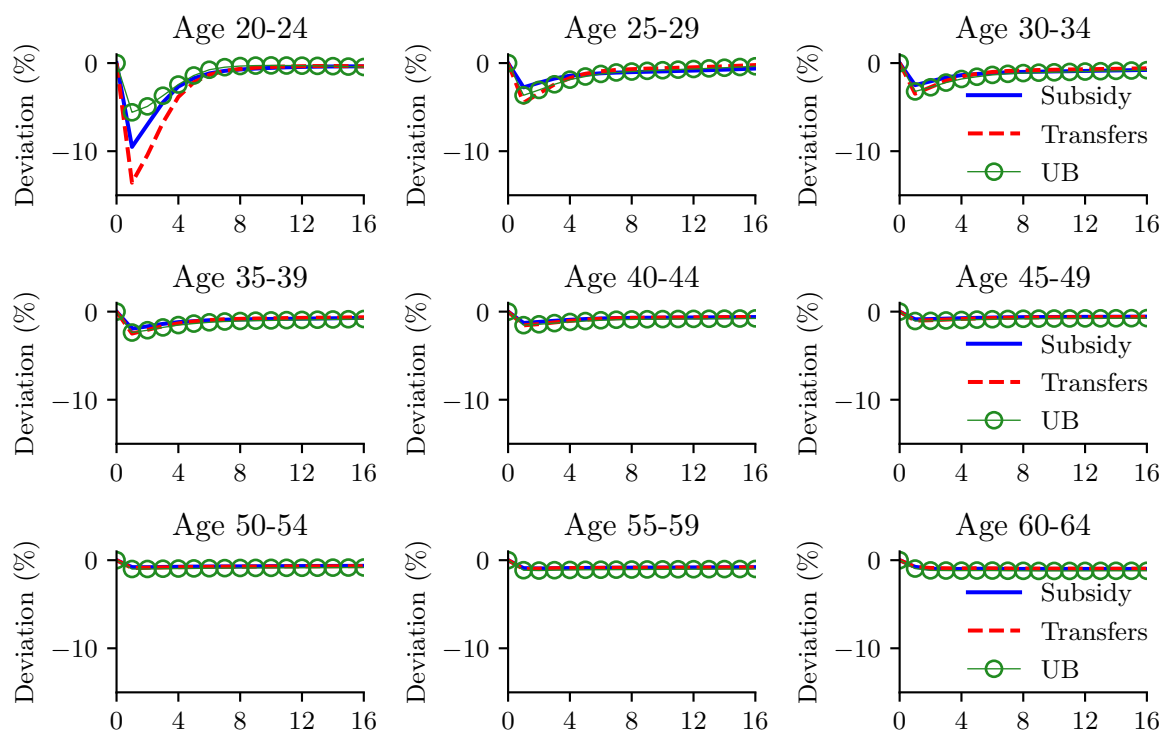 Age 20-24
Age 25-29
Age 30-34
Deviation (%)
0
−10
0 4 8 12 16
Deviation (%)
0
−10
0 4 8 12 16
Deviation (%)
0
−10
Subsidy
Transfers
UB
0 4 8 12 16
Age 35-39
Age 40-44
Age 45-49
Deviation (%)
0
−10
0 4 8 12 16
Deviation (%)
0
−10
0 4 8 12 16
Deviation (%)
0
−10
Subsidy
Transfers
UB
0 4 8 12 16
Age 50-54
Age 55-59
Age 60-64
Deviation (%)
0
−10
0 4 8 12 16
Deviation (%)
0
−10
0 4 8 12 16
Deviation (%)
0
−10
Subsidy
Transfers
UB
0 4 8 12 16